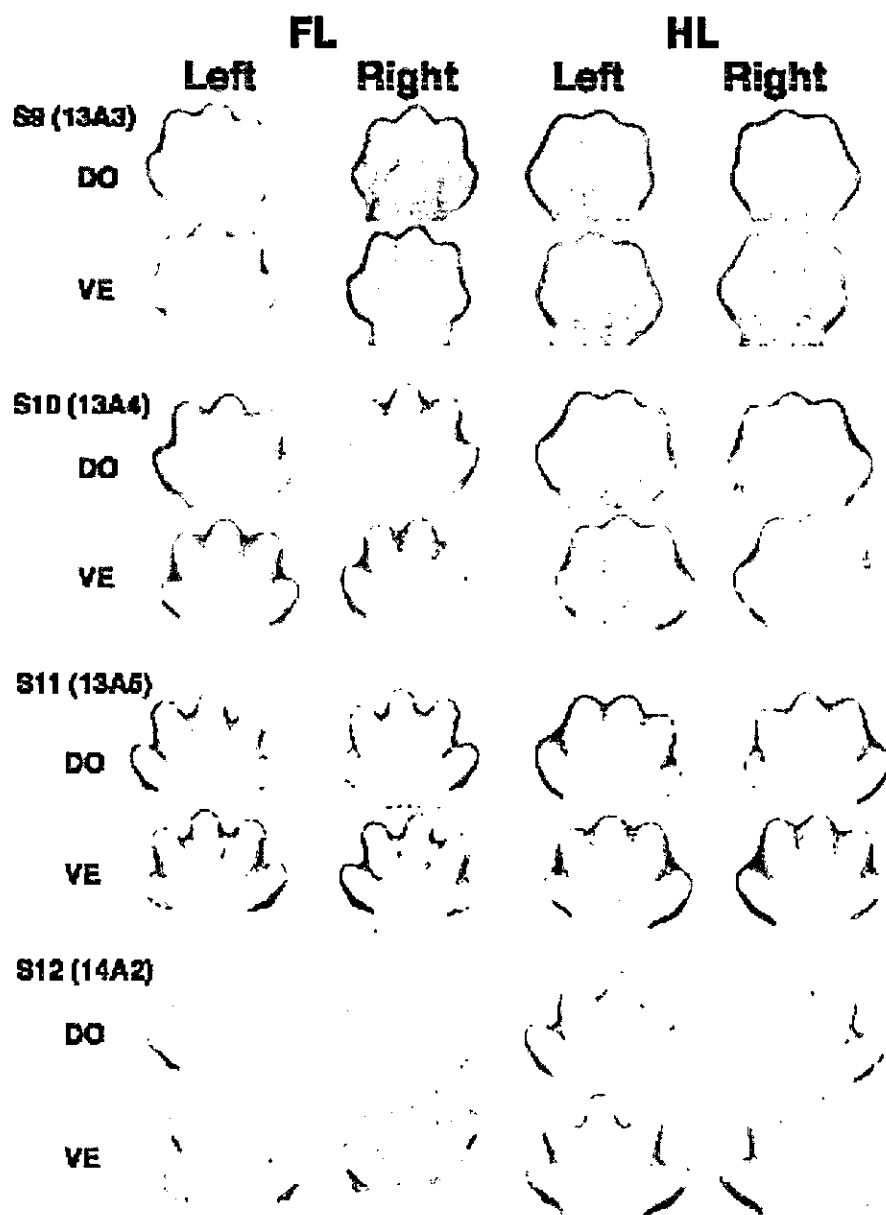 FL HL
Left Right Left Right
S9 (13A3)
DO
VE
S10 (13A4)
DO
VE
S11 (13A5)
DO
VE
S12 (14A2)
DO
VE